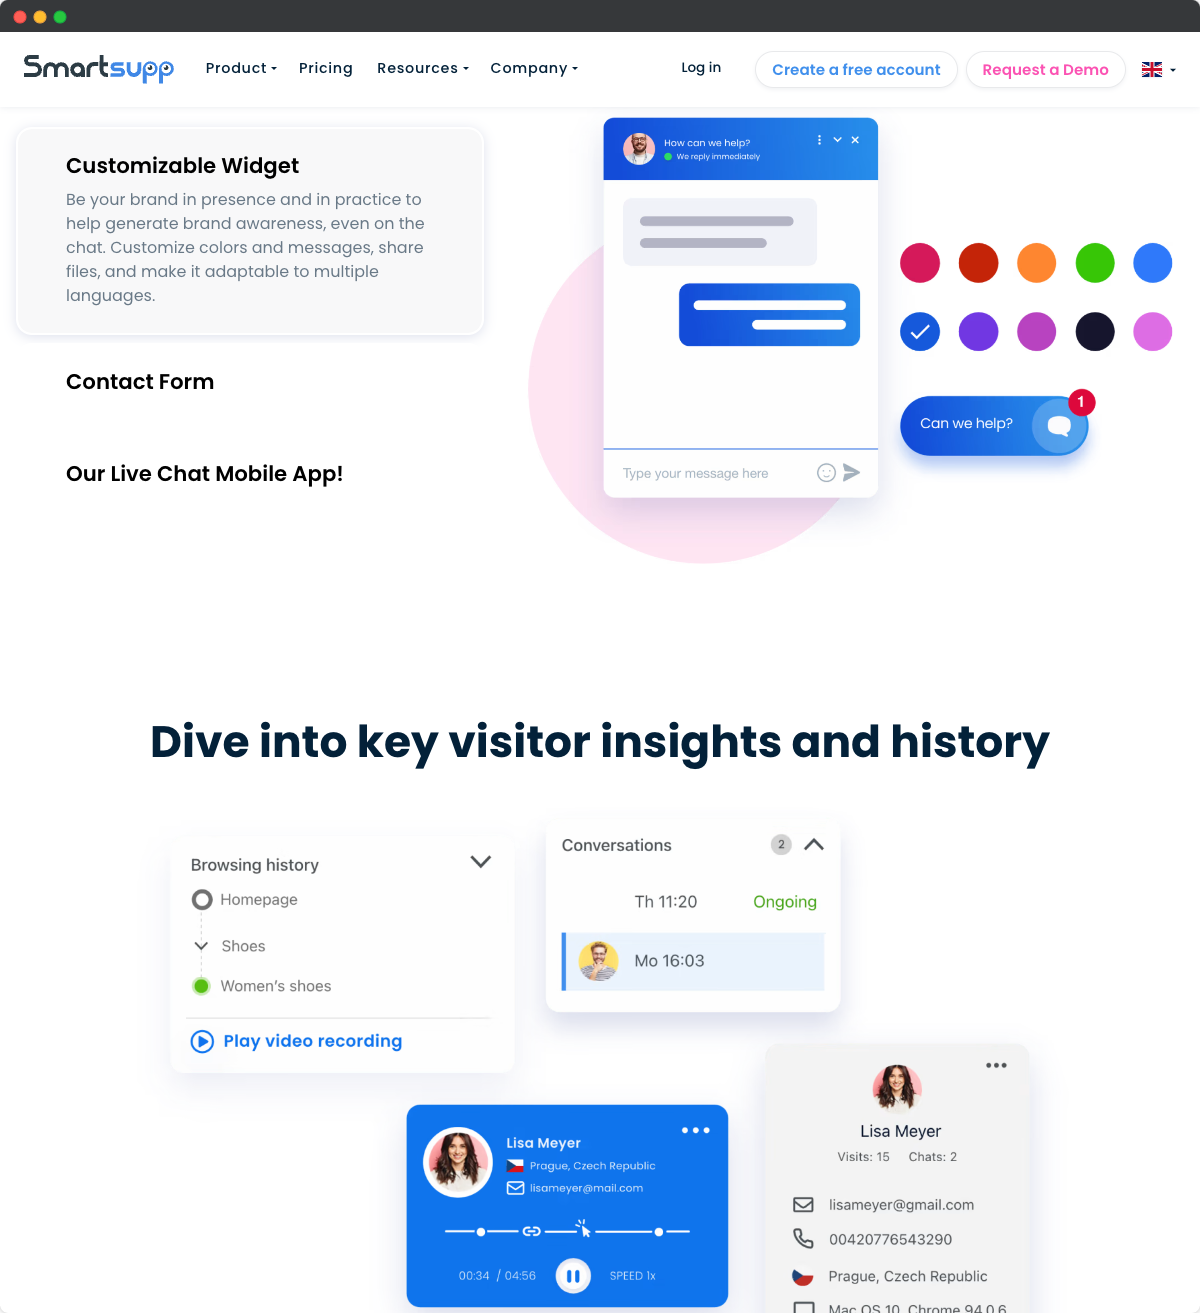 Smartsupp
Product
Pricing
Resources
Company
Log in
Create a free account
Request a Demo
Customizable Widget
Be your brand in presence and in practice to
help generate brand awareness, even on the
chat. Customize colors and messages, share
files, and make it adaptable to multiple
languages.
Contact Form
Our Live Chat Mobile App!
How can we help?
We reply immediately
Type your message here
Can we help?
1
Dive into key visitor insights and history
Browsing history
Homepage
Shoes
Women's shoes
Play video recording
Conversations
2
Th 11:20
Ongoing
Mo 16:03
Lisa Meyer
Prague, Czech Republic
lisameyer@mail.com
00:34 / 04:56
SPEED 1x
Lisa Meyer
Visits: 15 Chats: 2
lisameyer@gmail.com
00420776543290
Prague, Czech Republic
Mac OS 10, Chrome 94.0.6